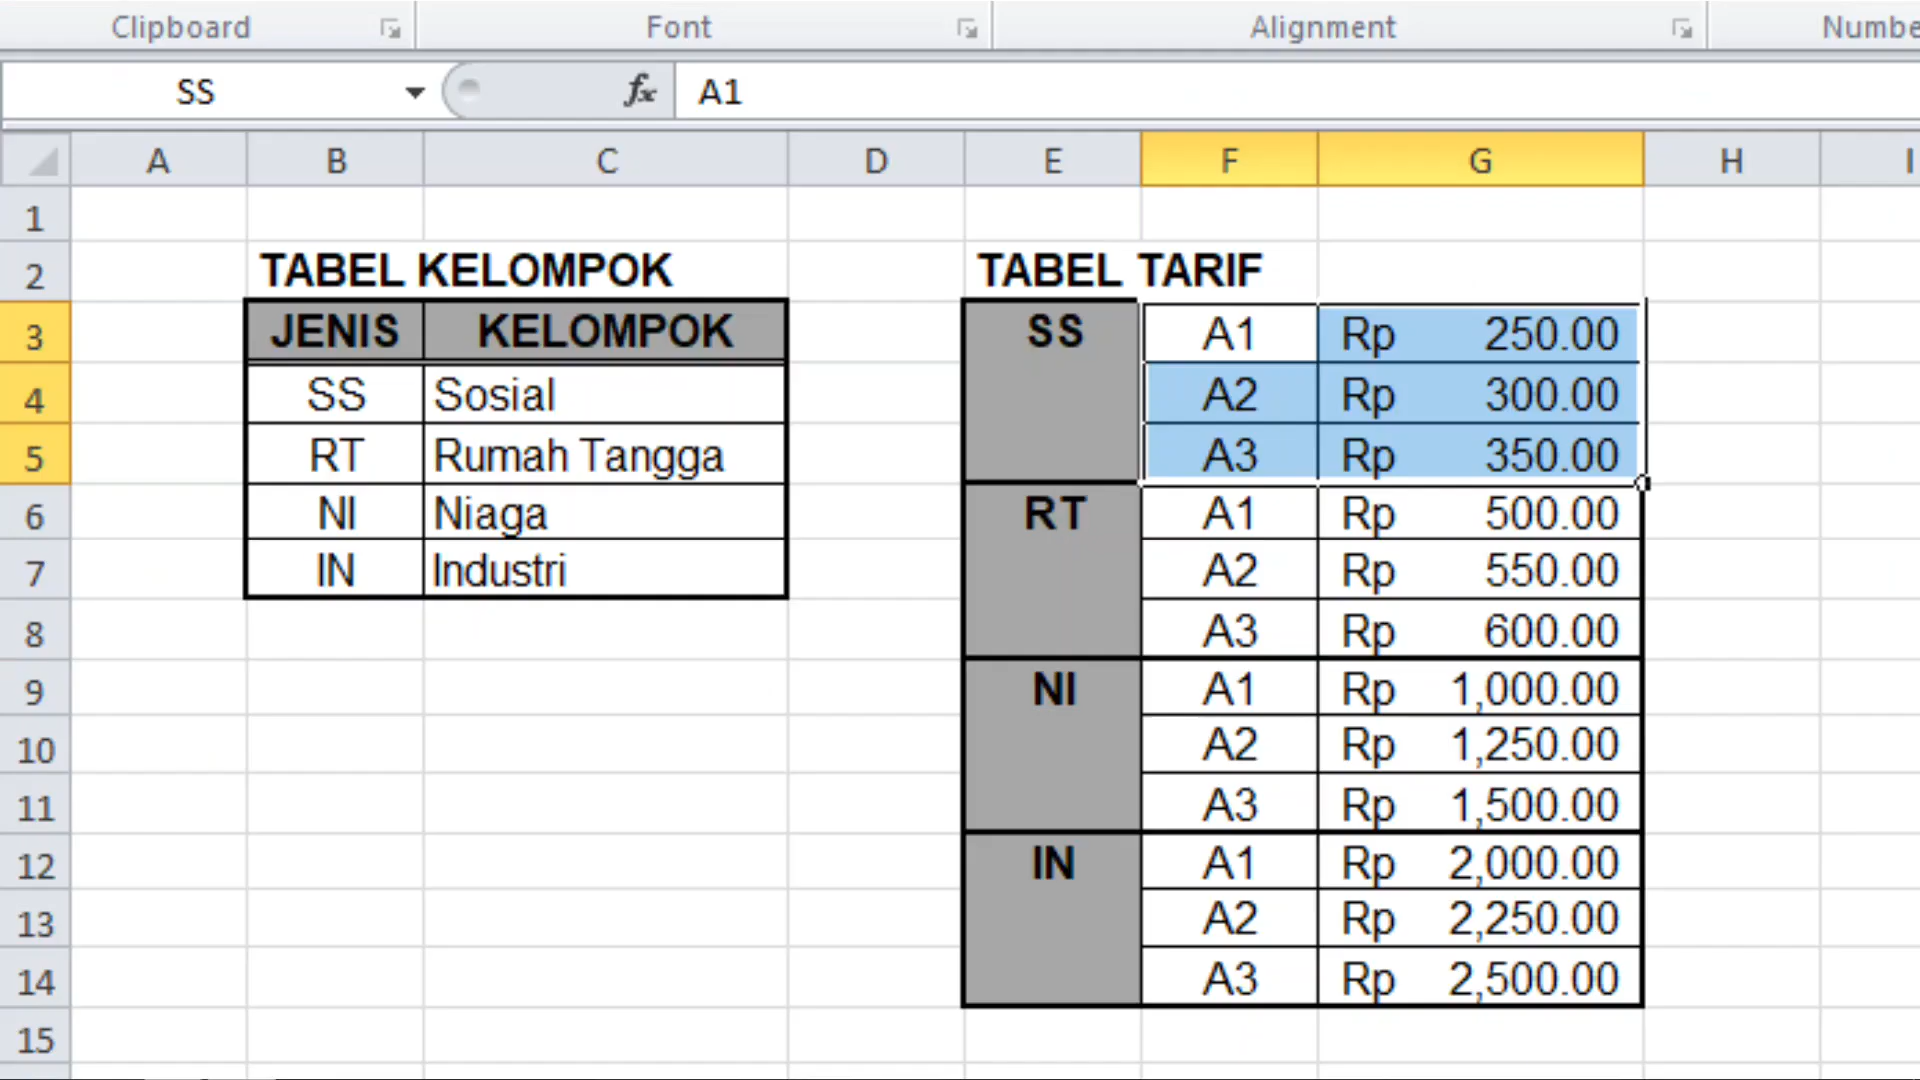 Clipboard Font Alignment Numbe
SS fx A1
A B C D E F G H I
1
2 TABEL KELOMPOK TABEL TARIF
3 JENIS KELOMPOK SS A1 Rp 250.00
4 SS Sosial A2 Rp 300.00
5 RT Rumah Tangga A3 Rp 350.00
6 NI Niaga RT A1 Rp 500.00
7 IN Industri A2 Rp 550.00
8 A3 Rp 600.00
9 NI A1 Rp 1,000.00
10 A2 Rp 1,250.00
11 A3 Rp 1,500.00
12 IN A1 Rp 2,000.00
13 A2 Rp 2,250.00
14 A3 Rp 2,500.00
15